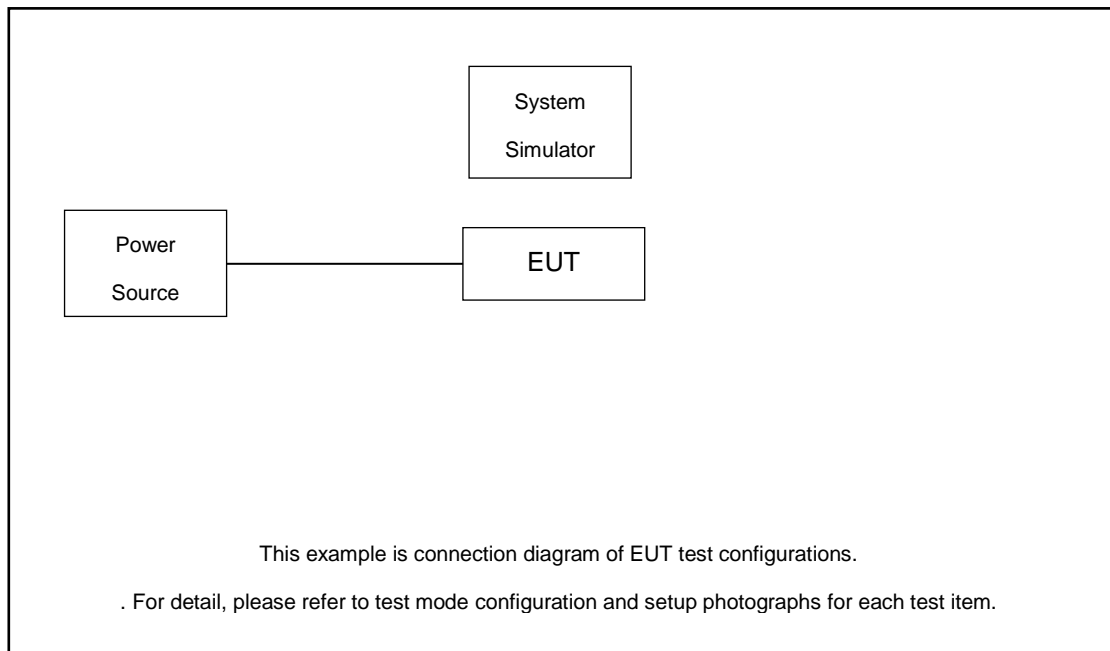 System
Simulator
Power
Source
EUT
This example is connection diagram of EUT test configurations.
. For detail, please refer to test mode configuration and setup photographs for each test item.